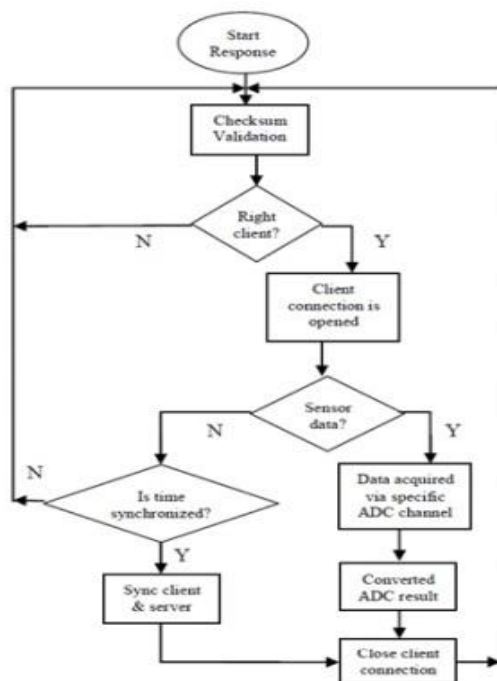 Start
Response
Checksum
Validation
Right
client?
N
Y
Client
connection is
opened
Sensor
data?
N
Y
N
Is time
synchronized?
Data acquired
via specific
ADC channel
Y
Sync client
& server
Converted
ADC result
Close client
connection